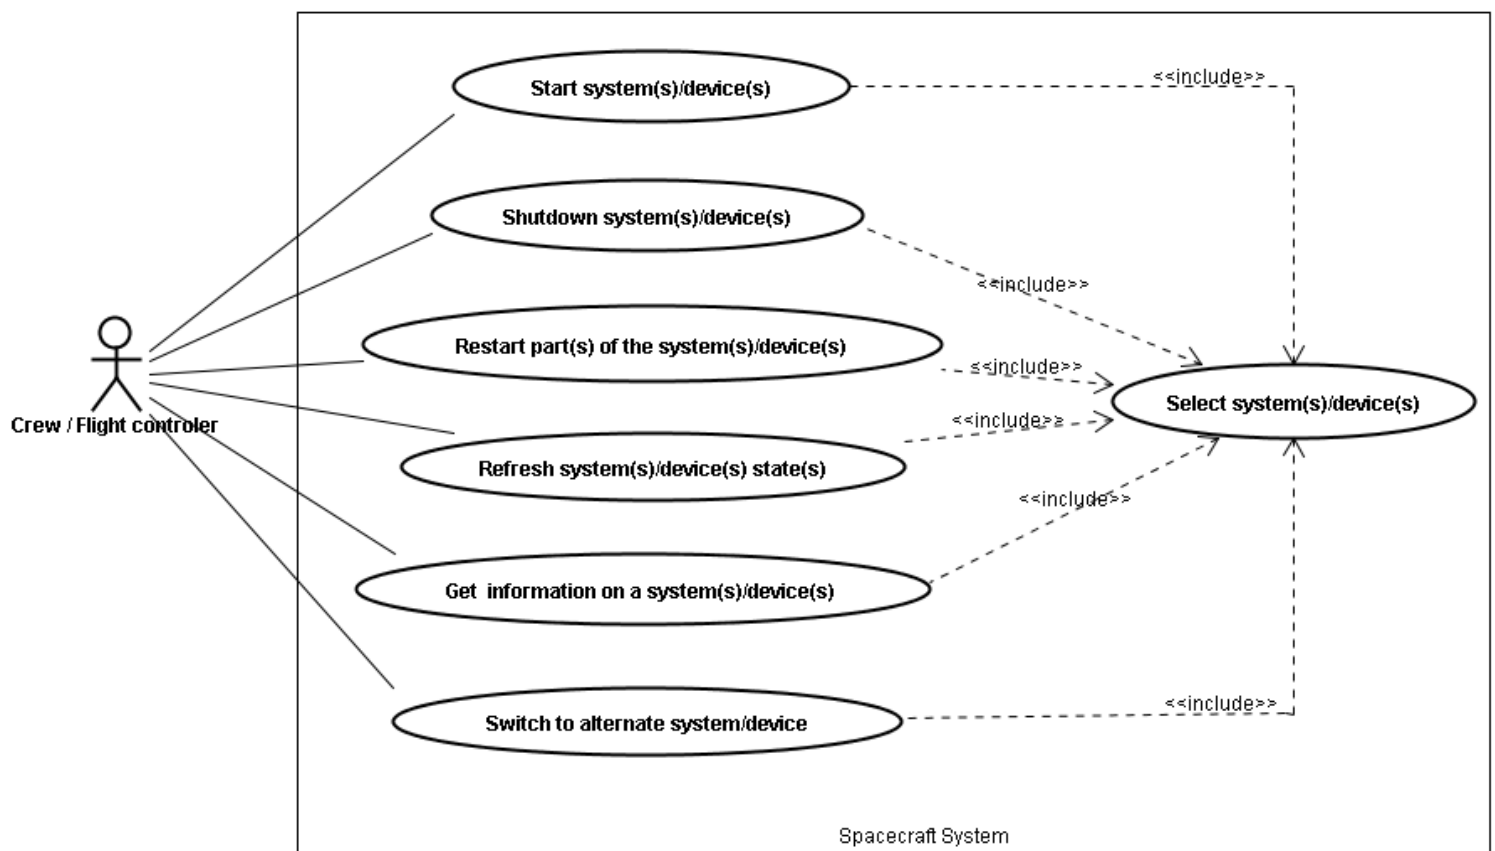 Start system(s)/device(s)
<<include>>
Shutdown system(s)/device(s)
<<include>>
Restart part(s) of the system(s)/device(s)
<<include>>
Select system(s)/device(s)
Crew / Flight controler
<<include>>
Refresh system(s)/device(s) state(s)
<<include>>
Get information on a system(s)/device(s)
<<include>>
Switch to alternate system/device
Spacecraft System